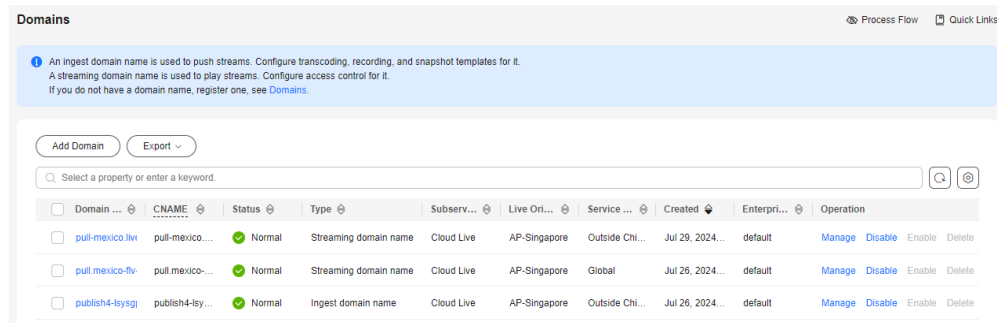 Domains
Process Flow
Quick Links
An ingest domain name is used to push streams. Configure transcoding, recording, and snapshot templates for it.
A streaming domain name is used to play streams. Configure access control for it.
If you do not have a domain name, register one, see Domains.
Add Domain
Export
Select a property or enter a keyword.
Domain ... CNAME Status Type Subserv... Live Ori... Service ... Created Enterpri... Operation
pull-mexico.live pull-mexico.... Normal Streaming domain name Cloud Live AP-Singapore Outside Chi... Jul 29, 2024... default Manage Disable Enable Delete
pull.mexico-flv- pull.mexico-... Normal Streaming domain name Cloud Live AP-Singapore Global Jul 26, 2024... default Manage Disable Enable Delete
publish4-lsysg publish4-lsy... Normal Ingest domain name Cloud Live AP-Singapore Outside Chi... Jul 26, 2024... default Manage Disable Enable Delete